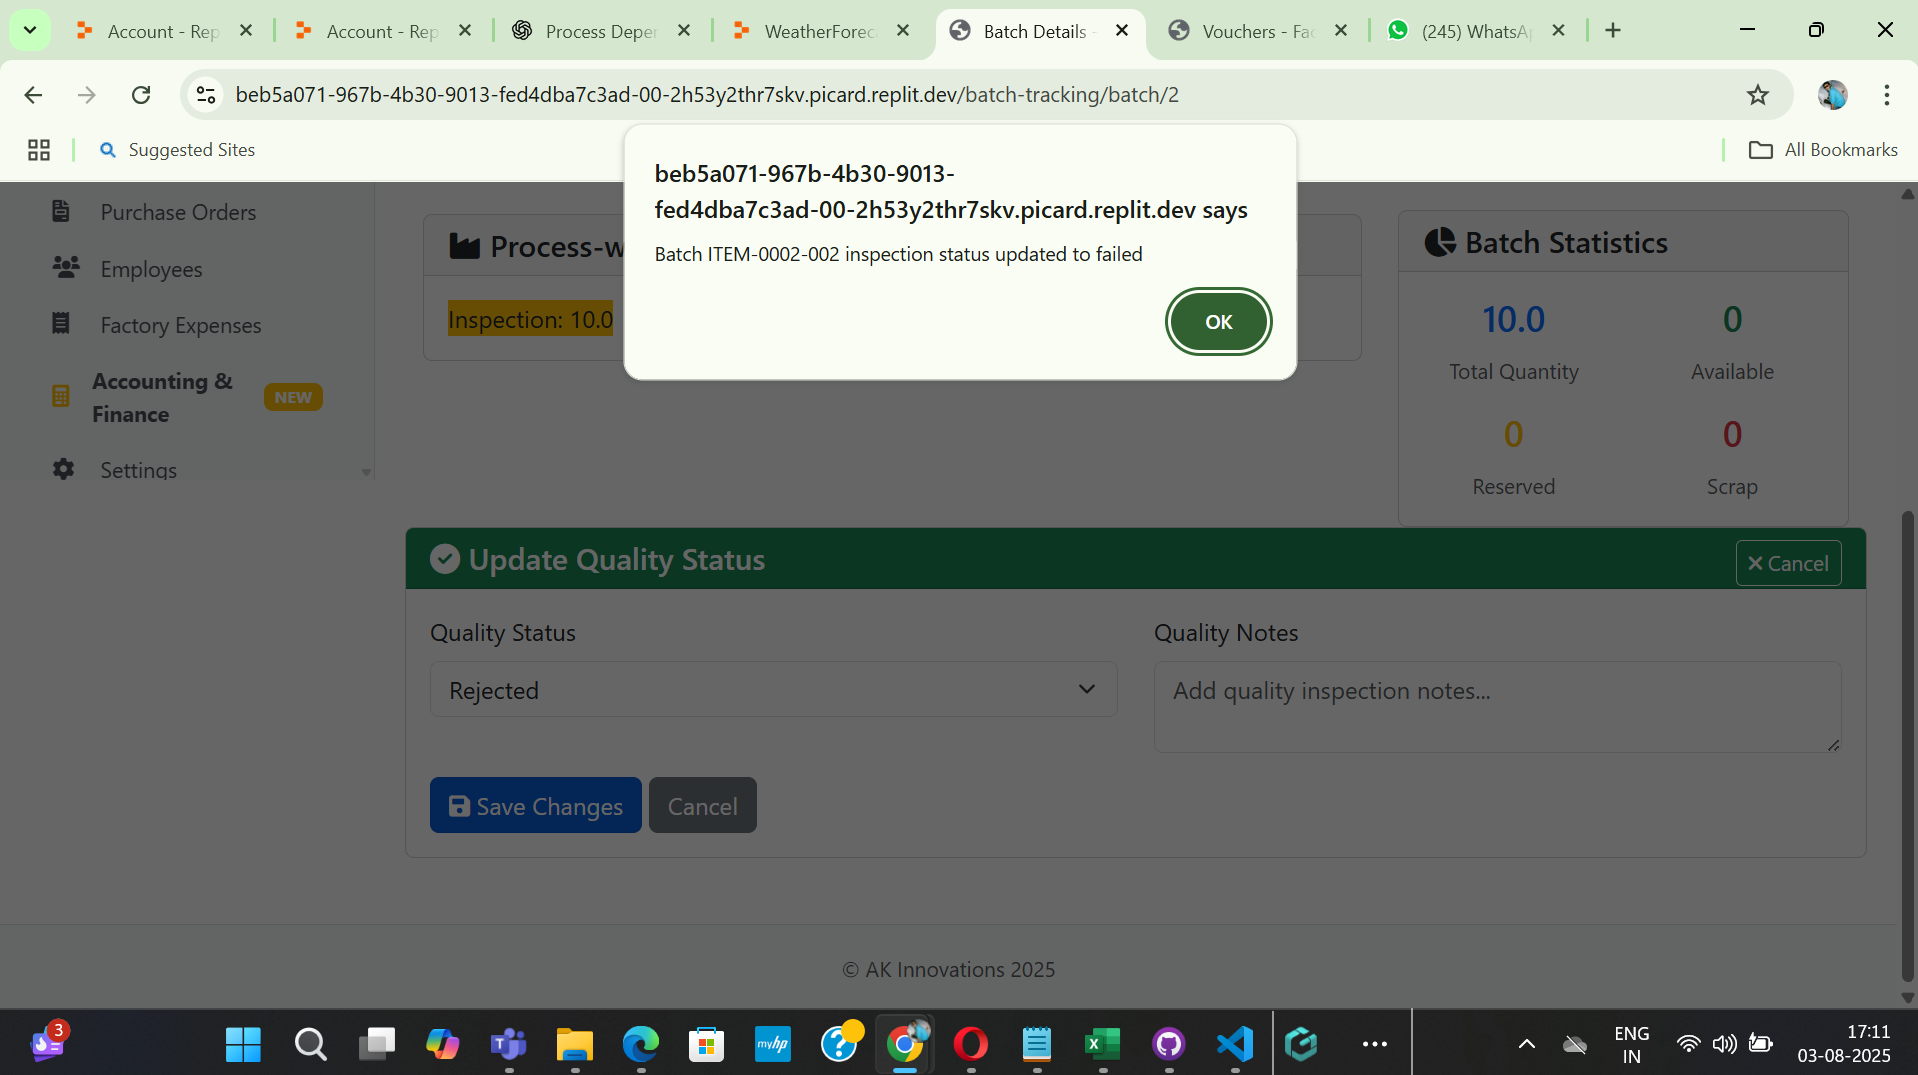 Account - Rep
Account - Rep
Process Deper
WeatherForec
Batch Details -
Vouchers - Fac
(245) WhatsA
beb5a071-967b-4b30-9013-fed4dba7c3ad-00-2h53y2thr7skv.picard.replit.dev/batch-tracking/batch/2
Suggested Sites
All Bookmarks
beb5a071-967b-4b30-9013-
fed4dba7c3ad-00-2h53y2thr7skv.picard.replit.dev says
Batch ITEM-0002-002 inspection status updated to failed
OK
Purchase Orders
Employees
Factory Expenses
Accounting &
Finance
NEW
Settings
Process-w
Inspection: 10.0
Batch Statistics
10.0
0
Total Quantity
Available
0
0
Reserved
Scrap
Update Quality Status
Cancel
Quality Status
Quality Notes
Rejected
Add quality inspection notes...
Save Changes
Cancel
© AK Innovations 2025
3
myhp
ENG
IN
17:11
03-08-2025